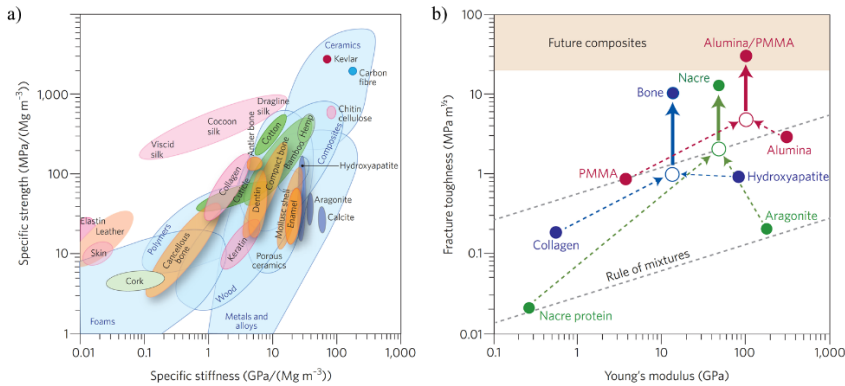 a)
Specific strength (MPa/(Mg m⁻³))
1,000
100
10
1
0.01
0.1
1
10
100
1,000
Specific stiffness (GPa/(Mg m⁻³))
Ceramics
Kevlar
Carbon
fibre
Dragline
silk
Cocoon
silk
Viscid
silk
Chitin
cellulose
Antler bone
Cotton
Bamboo
Hemp
Composites
Compact bone
Hydroxyapatite
Collagen
Cuticle
Dentin
Mollusc shell
Enamel
Aragonite
Calcite
Elastin
Leather
Skin
Polymers
Cancellous
bone
Keratin
Porous
ceramics
Cork
Wood
Foams
Metals and
alloys
b)
Fracture toughness (MPa m½)
1,000
100
10
1
0.1
0.01
0.1
1
10
100
1,000
Young's modulus (GPa)
Future composites
Alumina/PMMA
Nacre
Bone
Alumina
PMMA
Hydroxyapatite
Aragonite
Collagen
Rule of mixtures
Nacre protein